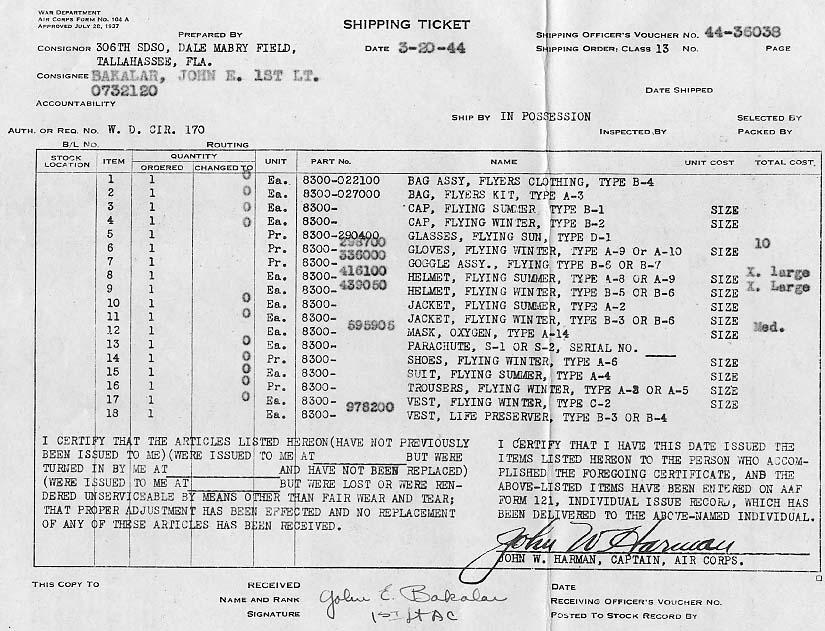 WAR DEPARTMENT
AIR CORPS FORM No. 104 A
APPROVED JULY 28, 1937
SHIPPING TICKET
PREPARED BY
SHIPPING OFFICER'S VOUCHER NO. 44-36038
CONSIGNOR 306TH SDSO, DALE MABRY FIELD,
TALLAHASSEE, FLA.
DATE 3-20-44
SHIPPING ORDER: CLASS 13 NO. PAGE
CONSIGNEE BAKALAR, JOHN E. 1ST LT.
0732120
DATE SHIPPED
ACCOUNTABILITY
SHIP BY IN POSSESSION
SELECTED BY
AUTH. OR REQ. NO. W. D. CIR. 170
INSPECTED BY
PACKED BY
B/L NO. ROUTING
STOCK LOCATION ITEM QUANTITY ORDERED CHANGED TO UNIT PART NO. NAME UNIT COST TOTAL COST
1 1 0 Ea. 8300-022100 BAG ASSY, FLYERS CLOTHING, TYPE B-4
2 1 0 Ea. 8300-027000 BAG, FLYERS KIT, TYPE A-3
3 1 0 Ea. 8300- CAP, FLYING SUMMER TYPE B-1 SIZE
4 1 0 Ea. 8300- CAP, FLYING WINTER, TYPE B-2 SIZE
5 1 Pr. 8300-290400 GLASSES, FLYING SUN, TYPE D-1
6 1 Pr. 8300-298700 GLOVES, FLYING WINTER, TYPE A-9 Or A-10 SIZE 10
7 1 Pr. 8300-336000 GOGGLE ASSY., FLYING TYPE B-6 OR B-7
8 1 Ea. 8300-416100 HELMET, FLYING SUMMER, TYPE A-8 Or A-9 SIZE X. large
9 1 Ea. 8300-439050 HELMET, FLYING WINTER, TYPE B-5 OR B-6 SIZE X. Large
10 1 0 Ea. 8300- JACKET, FLYING SUMMER, TYPE A-2 SIZE
11 1 0 Ea. 8300- JACKET, FLYING WINTER, TYPE B-3 OR B-6 SIZE
12 1 Ea. 8300-595905 MASK, OXYGEN, TYPE A-14 Med.
13 1 0 Ea. 8300- PARACHUTE, S-1 OR S-2, SERIAL NO. ____
14 1 0 Pr. 8300- SHOES, FLYING WINTER, TYPE A-6 SIZE
15 1 0 Ea. 8300- SUIT, FLYING SUMMER, TYPE A-4 SIZE
16 1 0 Pr. 8300- TROUSERS, FLYING WINTER, TYPE A-3 OR A-5 SIZE
17 1 0 Ea. 8300- VEST, FLYING WINTER, TYPE C-2 SIZE
18 1 Ea. 8300-978200 VEST, LIFE PRESERVER, TYPE B-3 OR B-4
I CERTIFY THAT THE ARTICLES LISTED HEREON(HAVE NOT PREVIOUSLY
BEEN ISSUED TO ME)(WERE ISSUED TO ME AT____________BUT WERE
TURNED IN BY ME AT____________AND HAVE NOT BEEN REPLACED)
(WERE ISSUED TO ME AT____________BUT WERE LOST OR WERE REN-
DERED UNSERVICEABLE BY MEANS OTHER THAN FAIR WEAR AND TEAR;
THAT PROPER ADJUSTMENT HAS BEEN EFFECTED AND NO REPLACEMENT
OF ANY OF THESE ARTICLES HAS BEEN RECEIVED.
I CERTIFY THAT I HAVE THIS DATE ISSUED THE
ITEMS LISTED HEREON TO THE PERSON WHO ACCOM-
PLISHED THE FOREGOING CERTIFICATE, AND THE
ABOVE-LISTED ITEMS HAVE BEEN ENTERED ON AAF
FORM 121, INDIVIDUAL ISSUE RECORD, WHICH HAS
BEEN DELIVERED TO THE ABOVE-NAMED INDIVIDUAL.
John W Harman
JOHN W. HARMAN, CAPTAIN, AIR CORPS.
THIS COPY TO
RECEIVED
NAME AND RANK John E. Bakalar
SIGNATURE 1st Lt AC
DATE
RECEIVING OFFICER'S VOUCHER NO.
POSTED TO STOCK RECORD BY